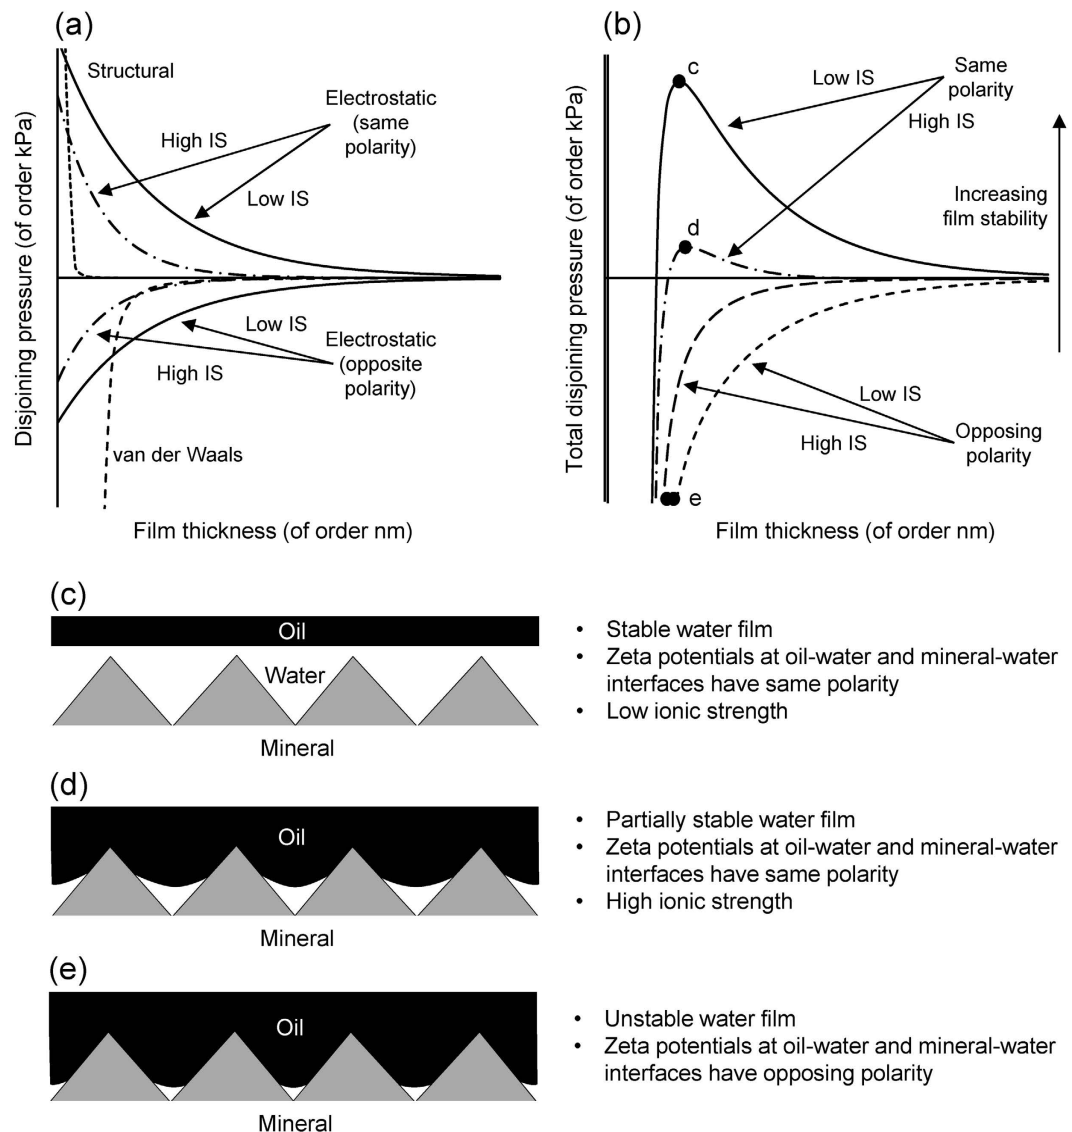 (a)
Disjoining pressure (of order kPa)
Structural
Electrostatic
(same
polarity)
High IS
Low IS
Low IS
High IS
Electrostatic
(opposite
polarity)
van der Waals
Film thickness (of order nm)
(b)
Total disjoining pressure (of order kPa)
c
Low IS
Same
polarity
High IS
d
Increasing
film stability
Low IS
High IS
Opposing
polarity
e
Film thickness (of order nm)
(c)
Oil
Water
Mineral
• Stable water film
• Zeta potentials at oil-water and mineral-water
interfaces have same polarity
• Low ionic strength
(d)
Oil
Mineral
• Partially stable water film
• Zeta potentials at oil-water and mineral-water
interfaces have same polarity
• High ionic strength
(e)
Oil
Mineral
• Unstable water film
• Zeta potentials at oil-water and mineral-water
interfaces have opposing polarity